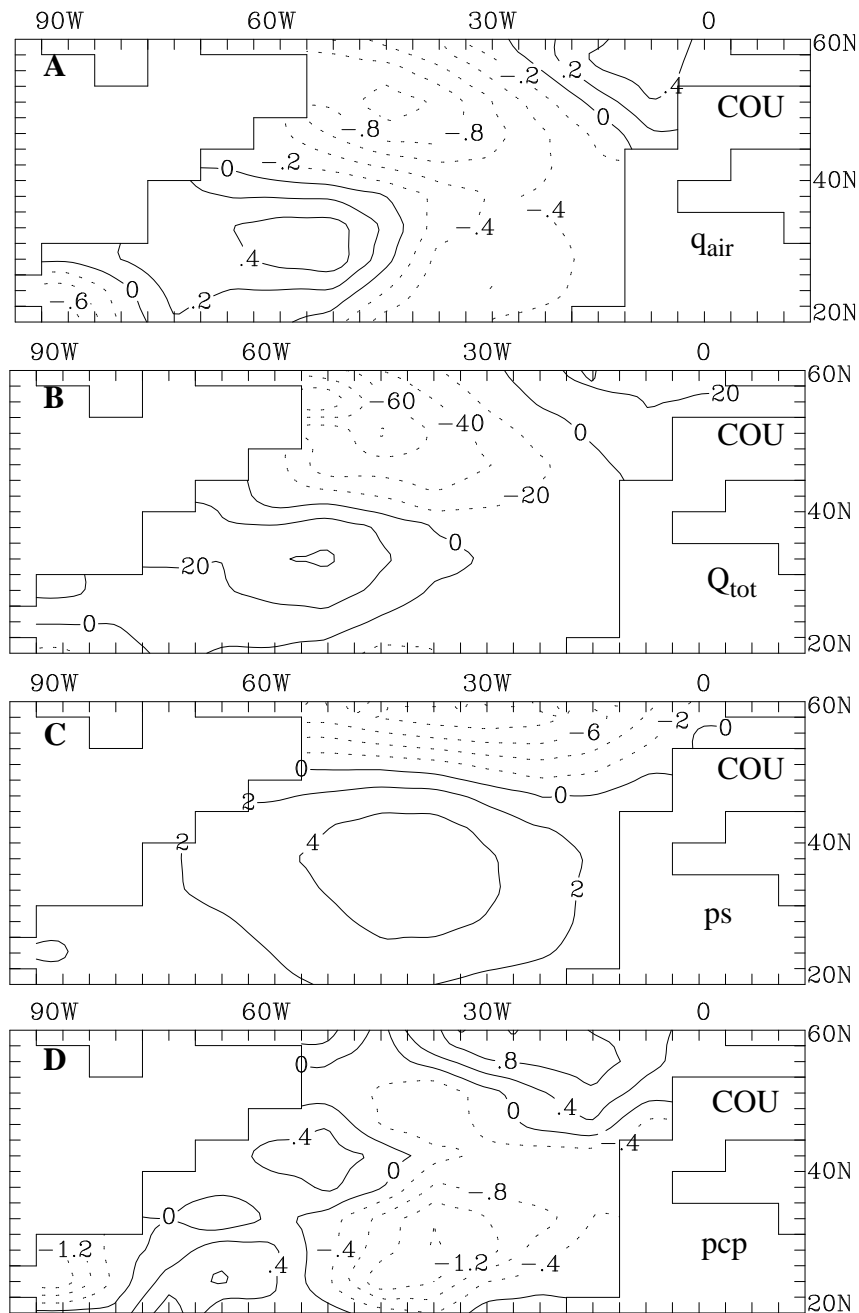 90W 60W 30W 0
60N
A
-.2 .2
.4
COU
-.8 -.8
0
0 -.2
40N
-.4
-.4
q_air
.4
-.6 0 .2
20N
90W 60W 30W 0
60N
B
-60
20
-40
0
COU
-20
40N
0
20
Q_tot
0
20N
90W 60W 30W 0
60N
C
-6 -2 0
0
COU
2
0
2 4
40N
2
ps
20N
90W 60W 30W 0
60N
D
0
.8
COU
0 .4
.4
-.4
0
40N
-.8
0
-1.2
-.4
.4
-1.2 -.4
pcp
20N